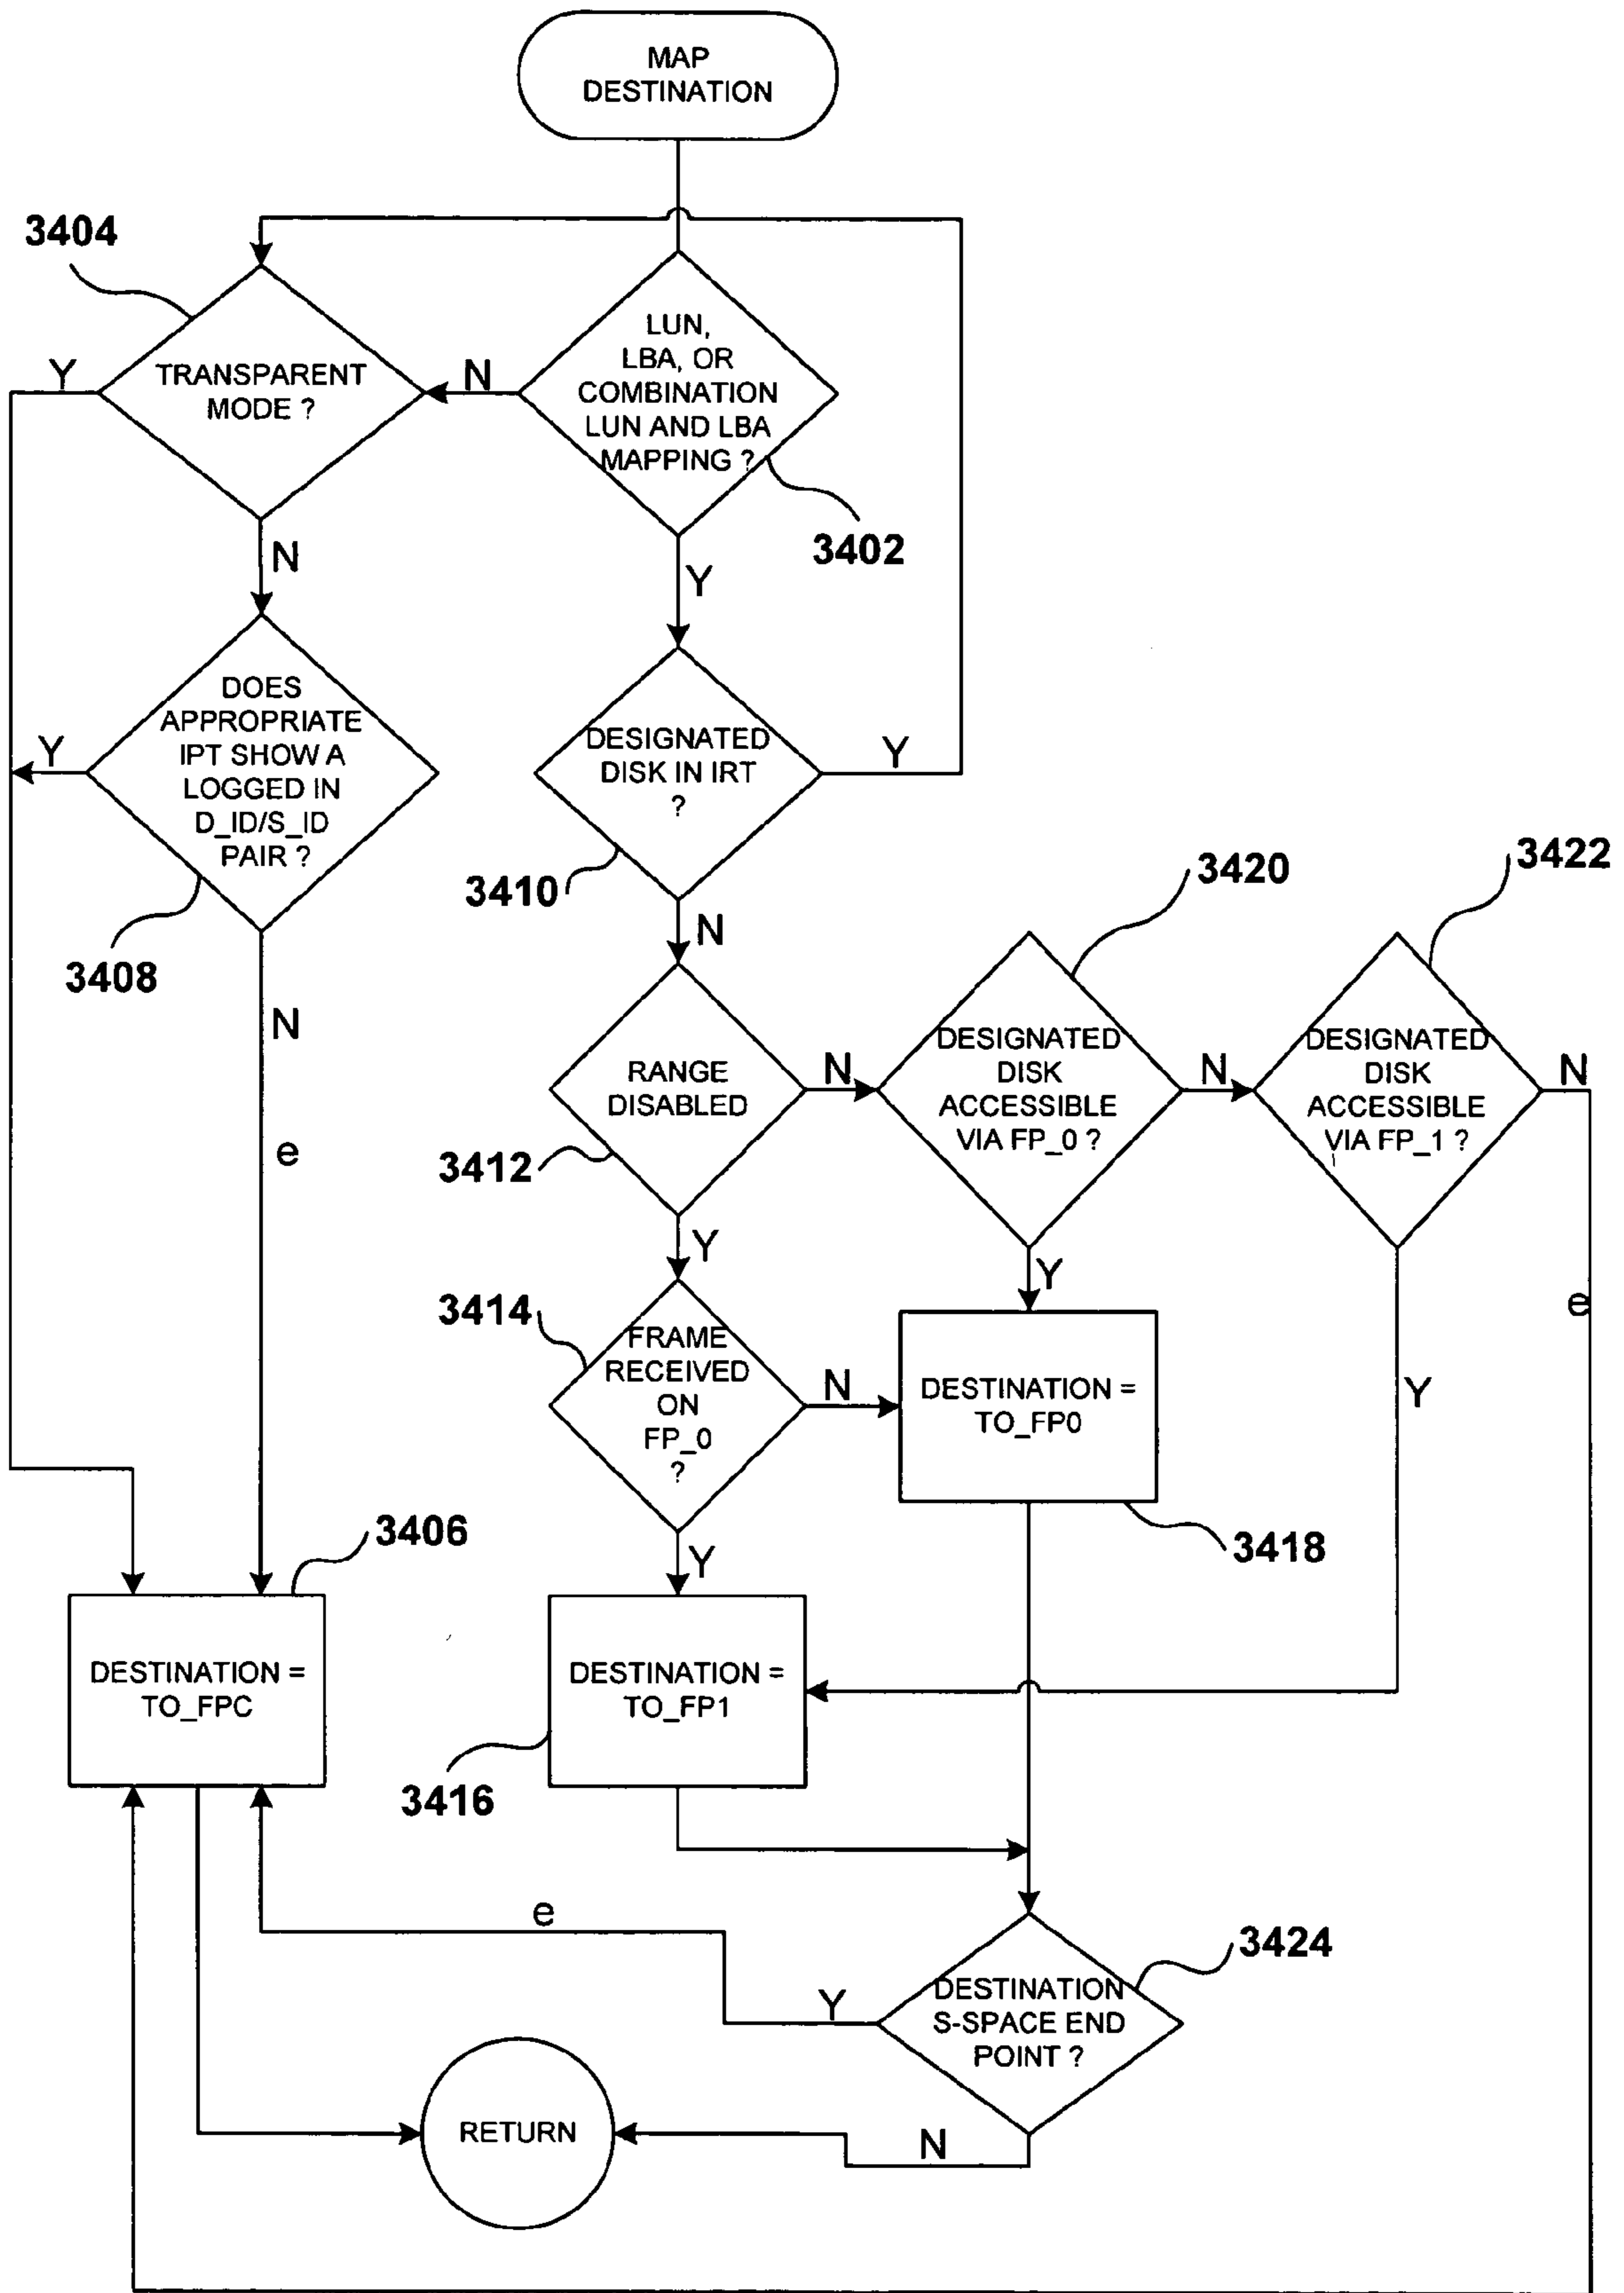 MAP
DESTINATION
3404
Y
TRANSPARENT
MODE ?
N
LUN,
LBA, OR
COMBINATION
LUN AND LBA
MAPPING ?
3402
N
Y
DOES
APPROPRIATE
IPT SHOW A
LOGGED IN
D_ID/S_ID
PAIR ?
Y
3408
DESIGNATED
DISK IN IRT
?
Y
3410
N
N
e
RANGE
DISABLED
N
3412
3420
DESIGNATED
DISK
ACCESSIBLE
VIA FP_0 ?
N
3422
DESIGNATED
DISK
ACCESSIBLE
VIA FP_1 ?
N
e
Y
Y
3414
FRAME
RECEIVED
ON
FP_0
?
N
DESTINATION =
TO_FP0
Y
3418
3406
Y
DESTINATION =
TO_FPC
DESTINATION =
TO_FP1
3416
e
3424
Y
DESTINATION
S-SPACE END
POINT ?
RETURN
N